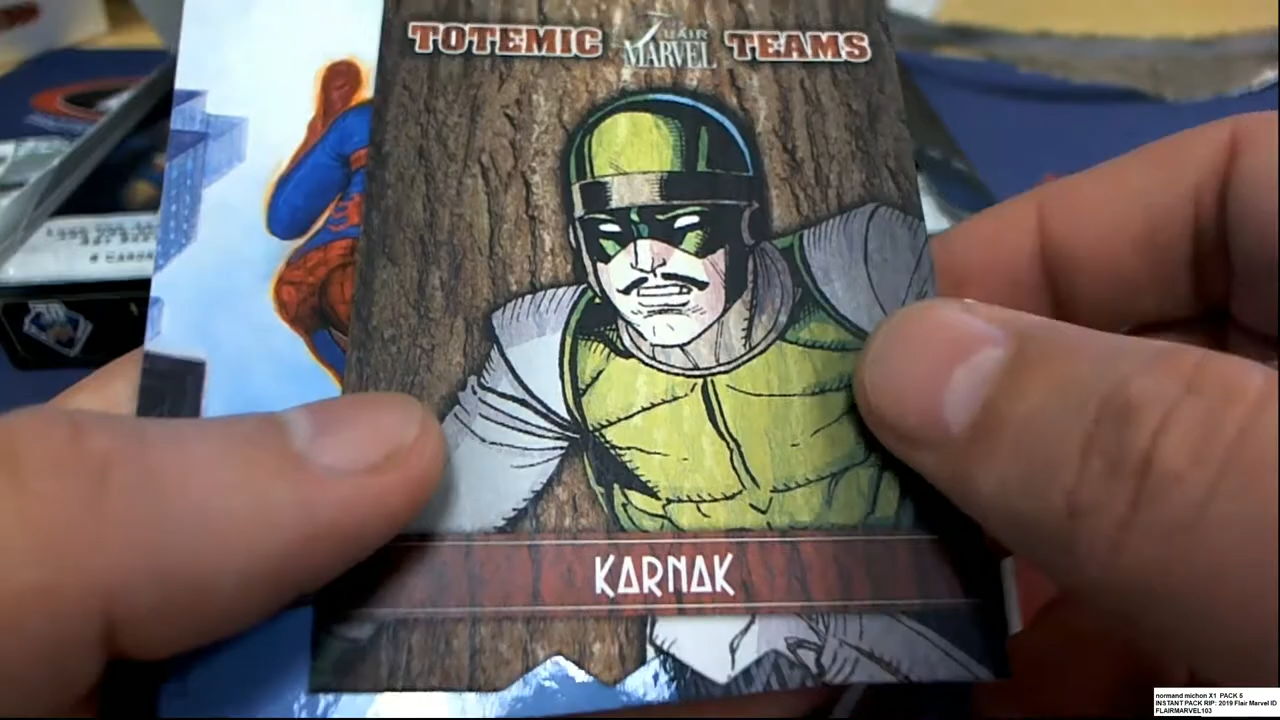 TOTEMIC FLAIR MARVEL TEAMS
KARNAK
normand michon X1 PACK 5
INSTANT PACK RIP: 2019 Flair Marvel ID
FLAIRMARVEL103